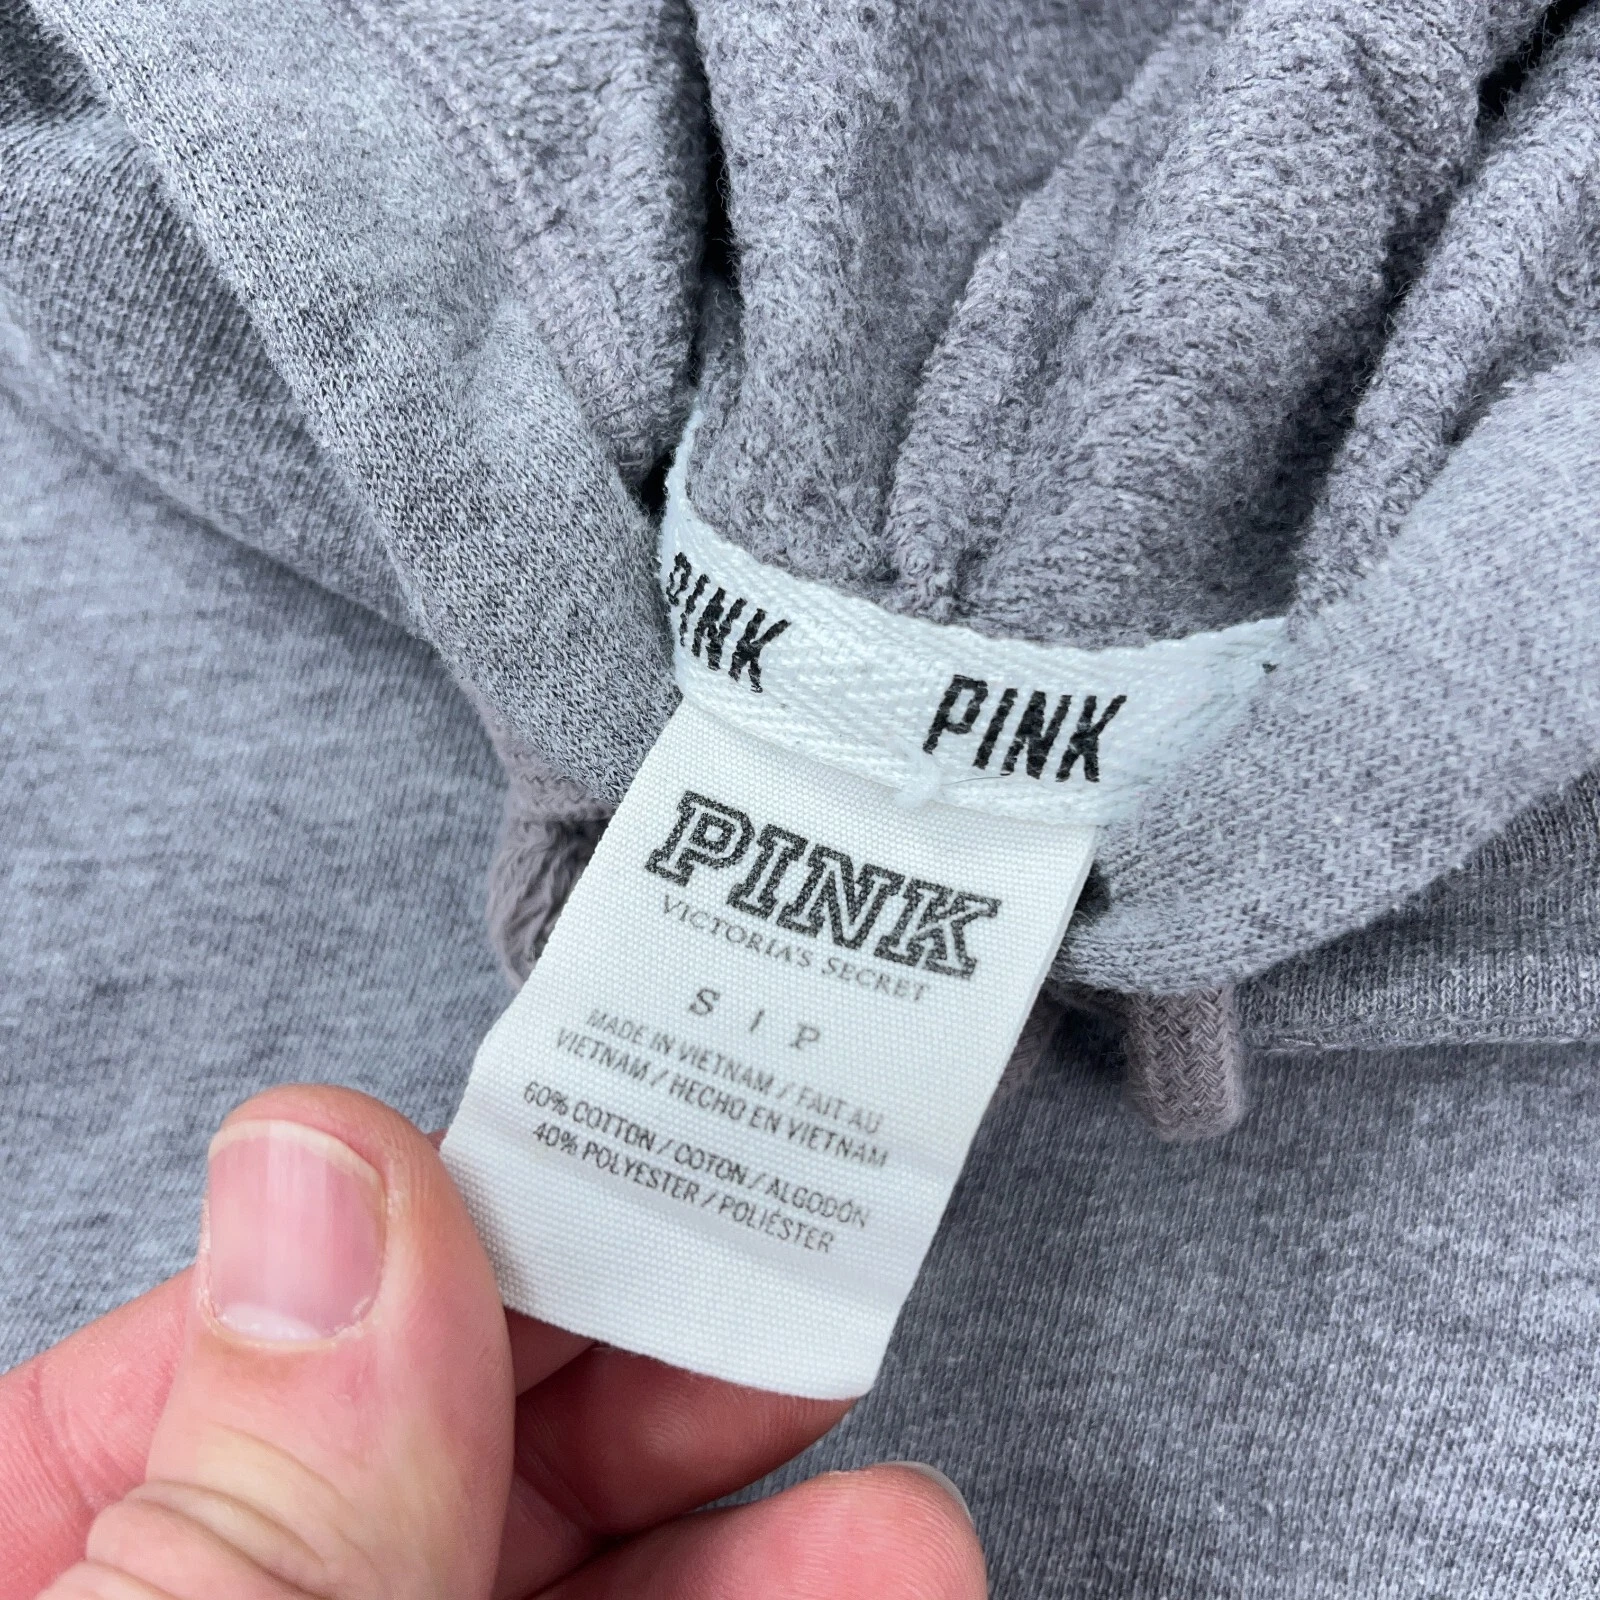 PINK PINK
PINK
VICTORIA'S SECRET
S | P
MADE IN VIETNAM / FAIT AU
VIETNAM / HECHO EN VIETNAM
60% COTTON / COTON / ALGODÓN
40% POLYESTER / POLIÉSTER